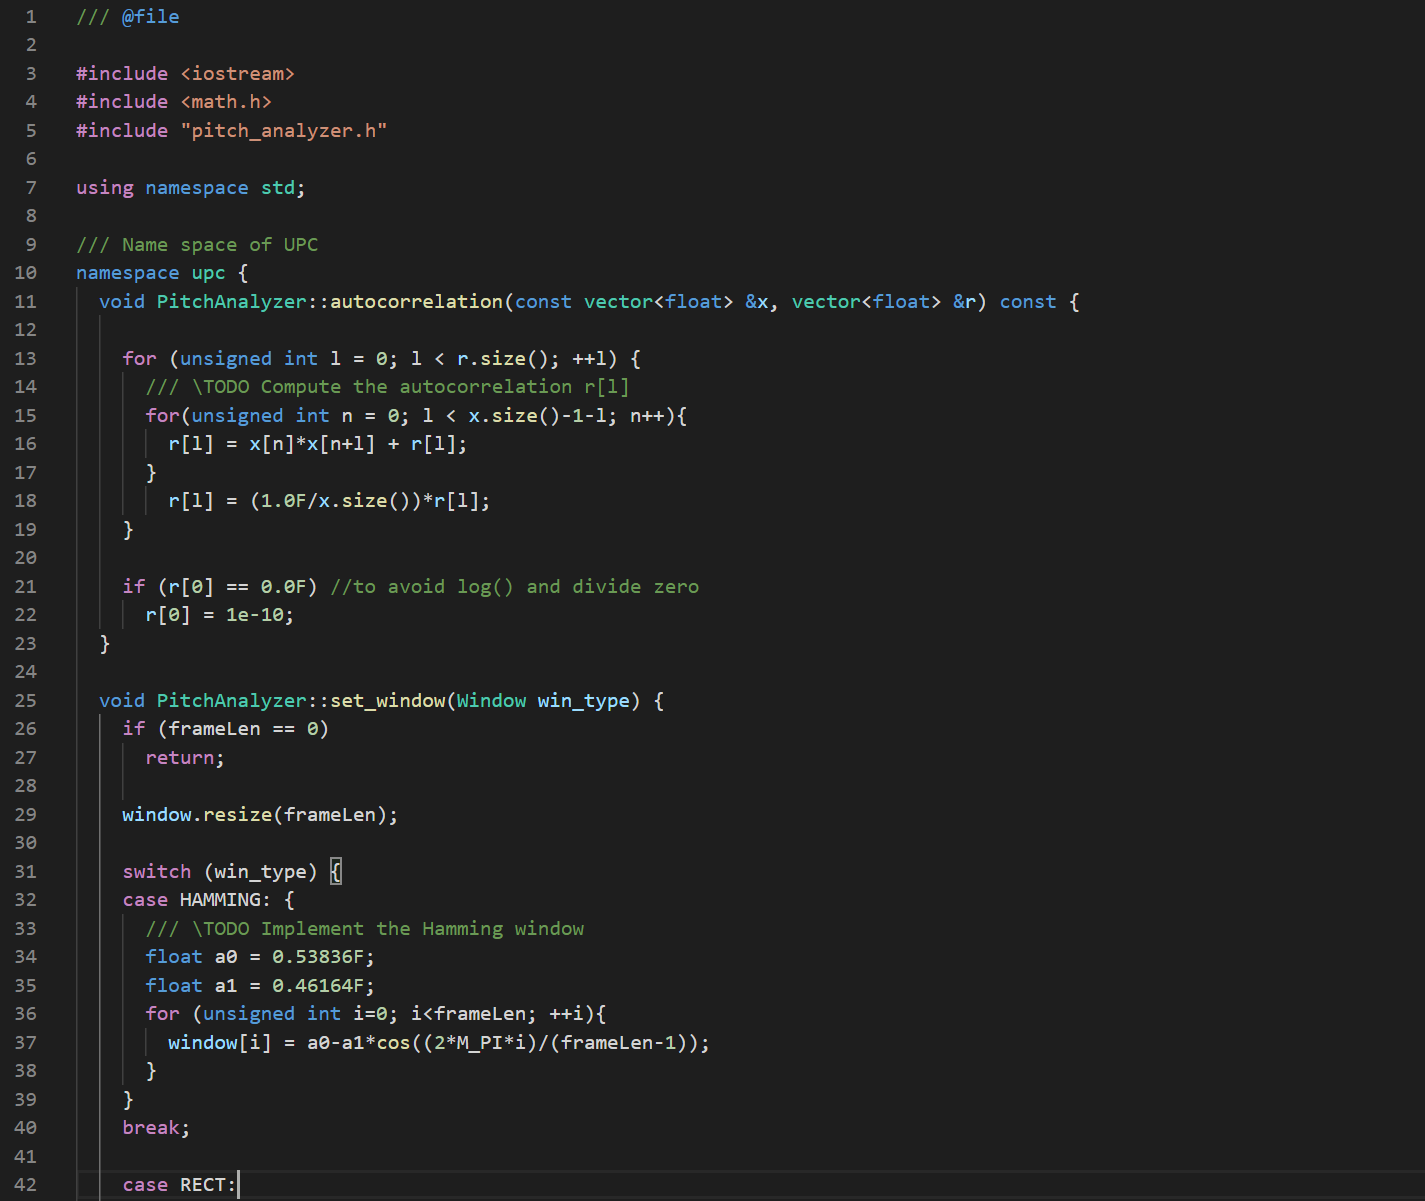 1 /// @file
2
3 #include <iostream>
4 #include <math.h>
5 #include "pitch_analyzer.h"
6
7 using namespace std;
8
9 /// Name space of UPC
10 namespace upc {
11 void PitchAnalyzer::autocorrelation(const vector<float> &x, vector<float> &r) const {
12
13 for (unsigned int l = 0; l < r.size(); ++l) {
14 /// \TODO Compute the autocorrelation r[l]
15 for(unsigned int n = 0; l < x.size()-1-l; n++){
16 r[l] = x[n]*x[n+l] + r[l];
17 }
18 r[l] = (1.0F/x.size())*r[l];
19 }
20
21 if (r[0] == 0.0F) //to avoid log() and divide zero
22 r[0] = 1e-10;
23 }
24
25 void PitchAnalyzer::set_window(Window win_type) {
26 if (frameLen == 0)
27 return;
28
29 window.resize(frameLen);
30
31 switch (win_type) {
32 case HAMMING: {
33 /// \TODO Implement the Hamming window
34 float a0 = 0.53836F;
35 float a1 = 0.46164F;
36 for (unsigned int i=0; i<frameLen; ++i){
37 window[i] = a0-a1*cos((2*M_PI*i)/(frameLen-1));
38 }
39 }
40 break;
41
42 case RECT: